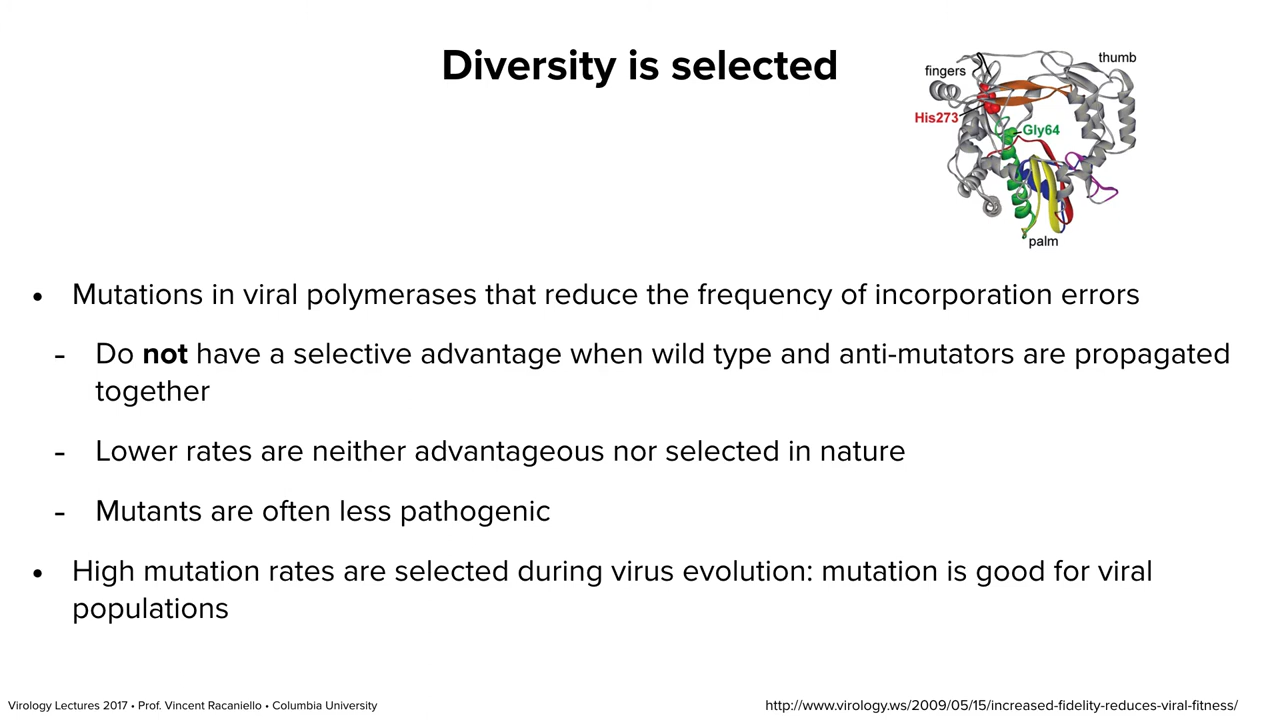 Diversity is selected
fingers
thumb
His273
Gly64
palm
• Mutations in viral polymerases that reduce the frequency of incorporation errors
- Do not have a selective advantage when wild type and anti-mutators are propagated
together
- Lower rates are neither advantageous nor selected in nature
- Mutants are often less pathogenic
• High mutation rates are selected during virus evolution: mutation is good for viral
populations
Virology Lectures 2017 • Prof. Vincent Racaniello • Columbia University
http://www.virology.ws/2009/05/15/increased-fidelity-reduces-viral-fitness/